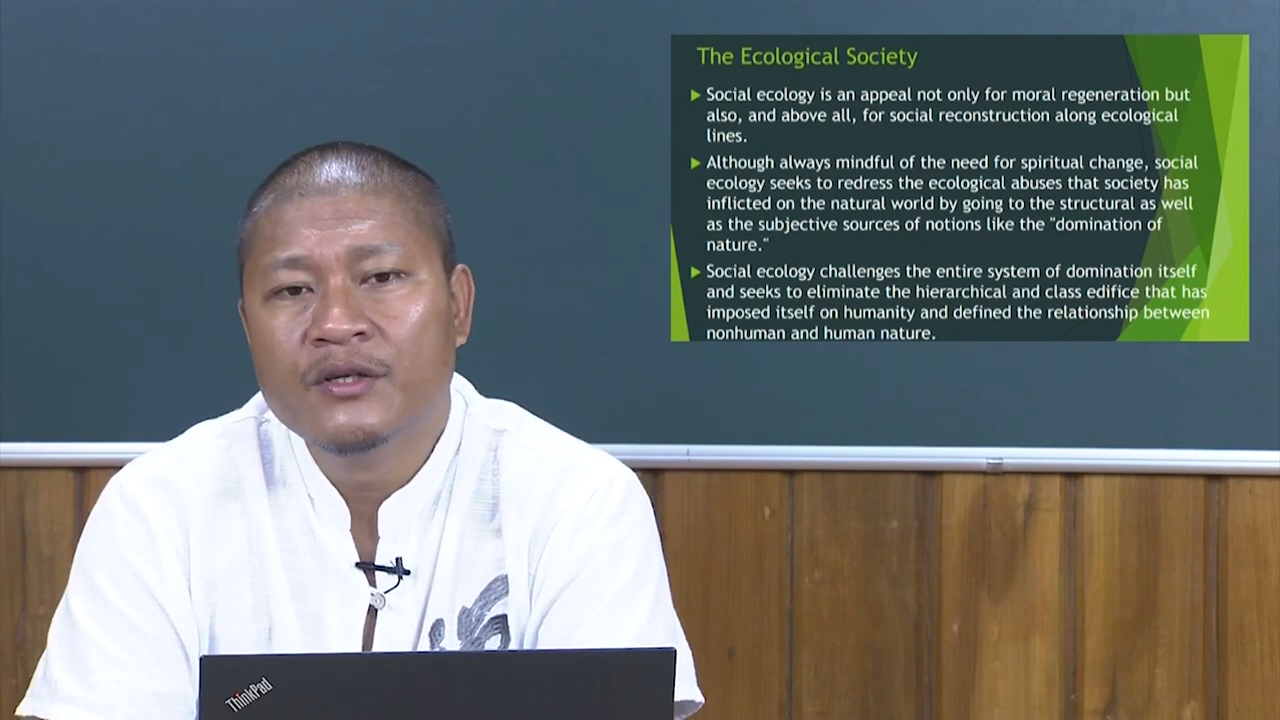 The Ecological Society
Social ecology is an appeal not only for moral regeneration but
also, and above all, for social reconstruction along ecological
lines.
Although always mindful of the need for spiritual change, social
ecology seeks to redress the ecological abuses that society has
inflicted on the natural world by going to the structural as well
as the subjective sources of notions like the "domination of
nature."
Social ecology challenges the entire system of domination itself
and seeks to eliminate the hierarchical and class edifice that has
imposed itself on humanity and defined the relationship between
nonhuman and human nature.
ThinkPad